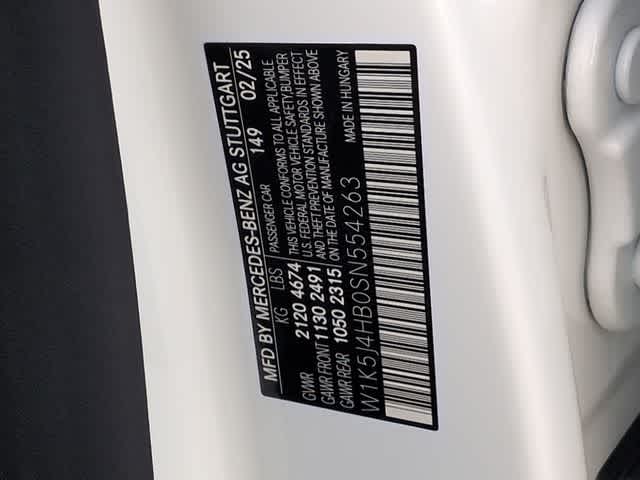 MFD BY MERCEDES-BENZ AG STUTTGART
KG LBS PASSENGER CAR 149 02/25
GVWR 2120 4674 THIS VEHICLE CONFORMS TO ALL APPLICABLE
U.S. FEDERAL MOTOR VEHICLE SAFETY, BUMPER
GAWR FRONT 1130 2491 AND THEFT PREVENTION STANDARDS IN EFFECT
GAWR REAR 1050 2315 ON THE DATE OF MANUFACTURE SHOWN ABOVE
W1K5J4HB0SN554263 MADE IN HUNGARY